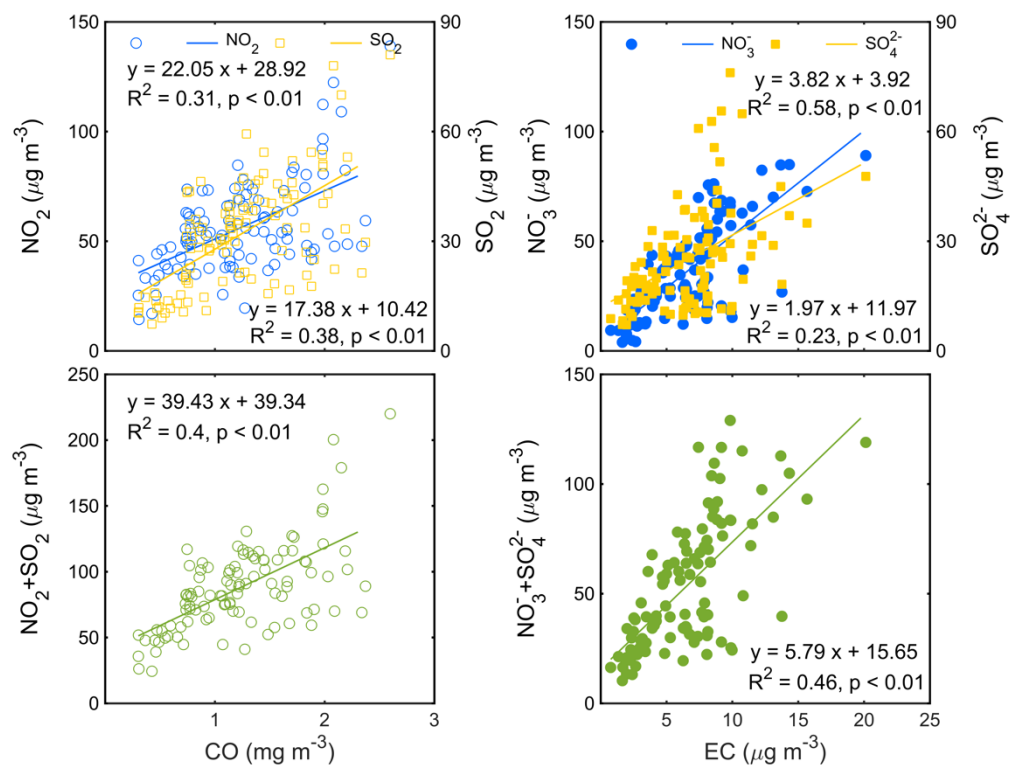 150
100
50
0
NO₂ (μg m⁻³)
NO₂
SO₂
y = 22.05 x + 28.92
R² = 0.31, p < 0.01
y = 17.38 x + 10.42
R² = 0.38, p < 0.01
90
60
30
0
SO₂ (μg m⁻³)
150
100
50
0
NO₃⁻ (μg m⁻³)
NO₃⁻
SO₄²⁻
y = 3.82 x + 3.92
R² = 0.58, p < 0.01
y = 1.97 x + 11.97
R² = 0.23, p < 0.01
90
60
30
0
SO₄²⁻ (μg m⁻³)
250
200
150
100
50
0
NO₂+SO₂ (μg m⁻³)
y = 39.43 x + 39.34
R² = 0.4, p < 0.01
1 2 3
CO (mg m⁻³)
150
100
50
0
NO₃⁻+SO₄²⁻ (μg m⁻³)
y = 5.79 x + 15.65
R² = 0.46, p < 0.01
5 10 15 20 25
EC (μg m⁻³)